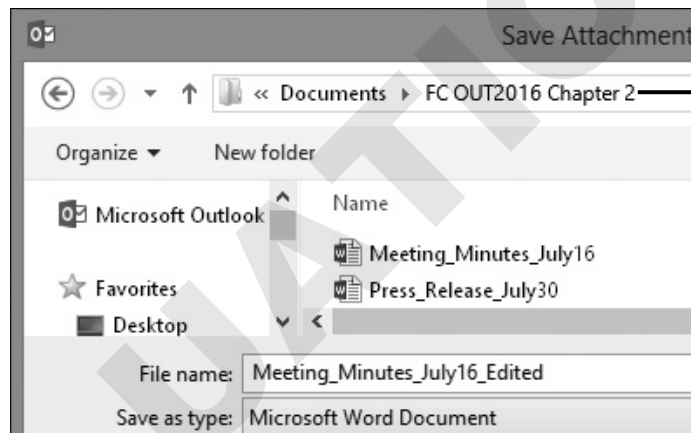 Save Attachment
« Documents ▸ FC OUT2016 Chapter 2
Organize ▾ New folder
Microsoft Outlook
Name
Meeting_Minutes_July16
Favorites
Press_Release_July30
Desktop
File name: Meeting_Minutes_July16_Edited
Save as type: Microsoft Word Document
UATIO